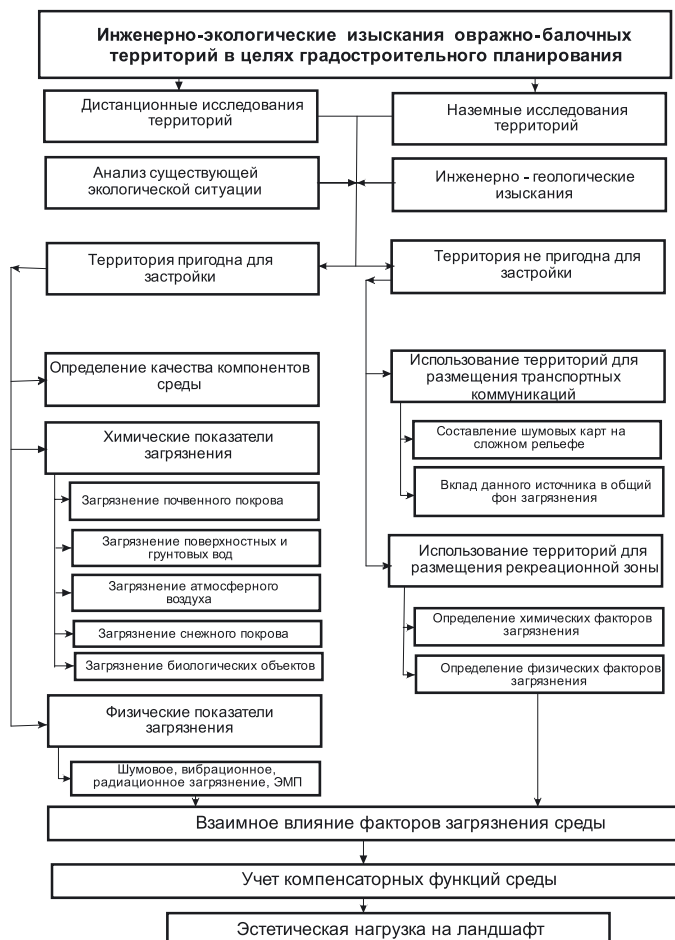 Инженерно-экологические изыскания овражно-балочных
территорий в целях градостроительного планирования
Дистанционные исследования
территорий
Наземные исследования
территорий
Анализ существующей
экологической ситуации
Инженерно - геологические
изыскания
Территория пригодна для
застройки
Территория не пригодна для
застройки
Определение качества компонентов
среды
Химические показатели
загрязнения
Загрязнение почвенного покрова
Загрязнение поверхностных и
грунтовых вод
Загрязнение атмосферного
воздуха
Загрязнение снежного покрова
Загрязнение биологических объектов
Физические показатели
загрязнения
Шумовое, вибрационное,
радиационное загрязнение, ЭМП
Использование территорий для
размещения транспортных
коммуникаций
Составление шумовых карт на
сложном рельефе
Вклад данного источника в общий
фон загрязнения
Использование территорий для
размещения рекреационной зоны
Определение химических факторов
загрязнения
Определение физических факторов
загрязнения
Взаимное влияние факторов загрязнения среды
Учет компенсаторных функций среды
Эстетическая нагрузка на ландшафт